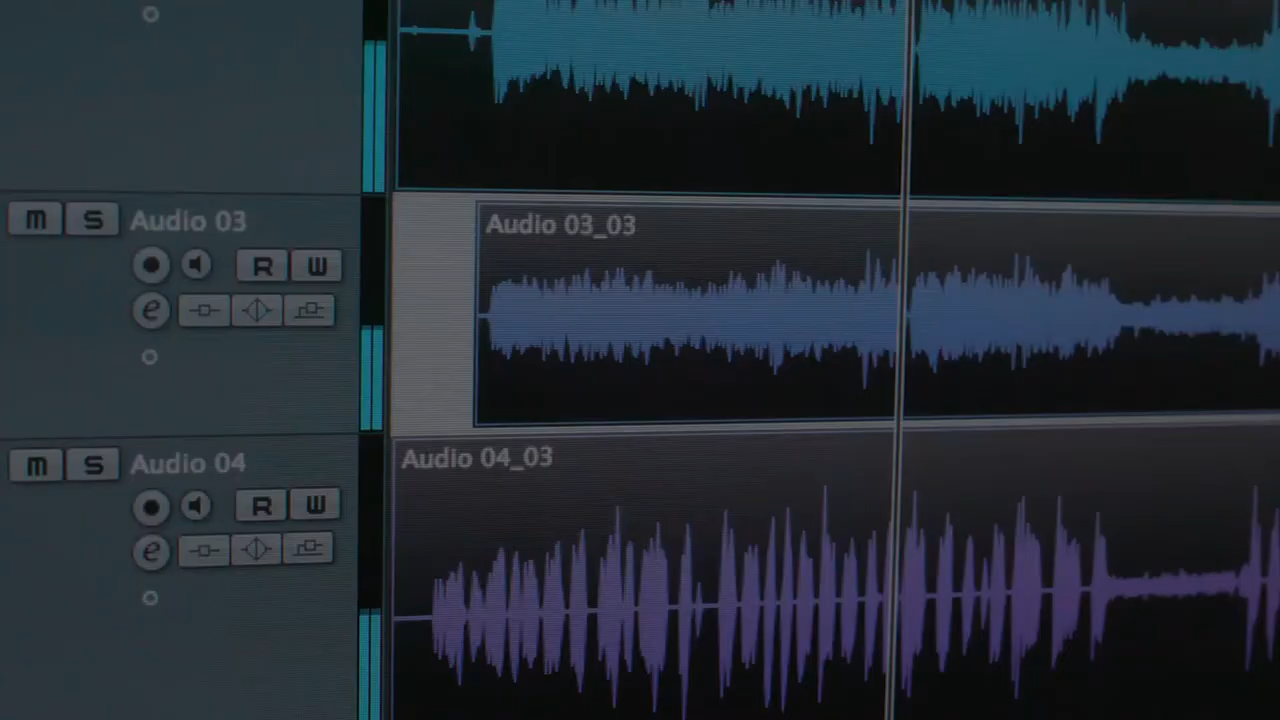 M S Audio 03
Audio 03_03
R W
e
M S Audio 04
Audio 04_03
R W
e